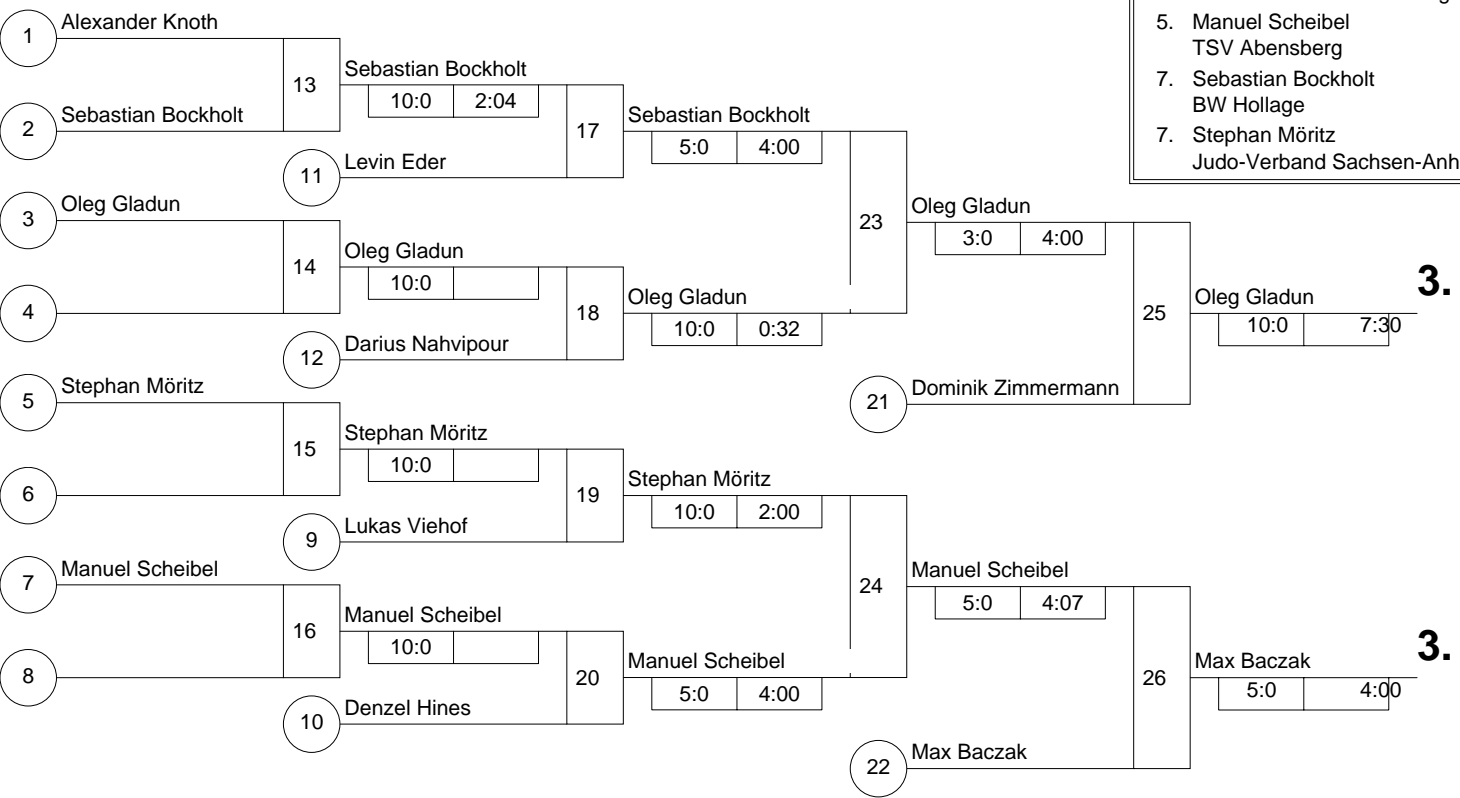 g
5. Manuel Scheibel
TSV Abensberg
7. Sebastian Bockholt
BW Hollage
7. Stephan Möritz
Judo-Verband Sachsen-Anh
1 Alexander Knoth
13 Sebastian Bockholt
10:0 2:04
2 Sebastian Bockholt
17 Sebastian Bockholt
5:0 4:00
11 Levin Eder
3 Oleg Gladun
23 Oleg Gladun
3:0 4:00
14 Oleg Gladun
10:0
4
18 Oleg Gladun
10:0 0:32
12 Darius Nahvipour
25 Oleg Gladun 3.
10:0 7:30
5 Stephan Möritz
21 Dominik Zimmermann
15 Stephan Möritz
10:0
6
19 Stephan Möritz
10:0 2:00
9 Lukas Viehof
7 Manuel Scheibel
24 Manuel Scheibel
5:0 4:07
16 Manuel Scheibel
10:0
8
20 Manuel Scheibel
5:0 4:00
10 Denzel Hines
26 Max Baczak 3.
5:0 4:00
22 Max Baczak